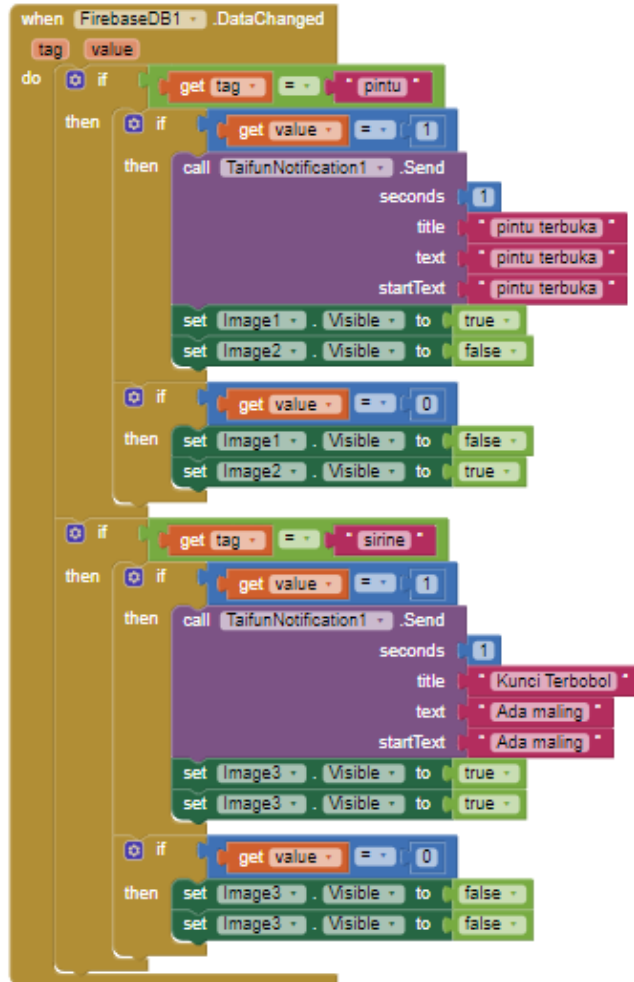 when FirebaseDB1 .DataChanged
tag value
do if get tag = " pintu "
then if get value = 1
then call TaifunNotification1 .Send
seconds 1
title " pintu terbuka "
text " pintu terbuka "
startText " pintu terbuka "
set Image1 . Visible to true
set Image2 . Visible to false
if get value = 0
then set Image1 . Visible to false
set Image2 . Visible to true
if get tag = " sirine "
then if get value = 1
then call TaifunNotification1 .Send
seconds 1
title " Kunci Terbobol "
text " Ada maling "
startText " Ada maling "
set Image3 . Visible to true
set Image3 . Visible to true
if get value = 0
then set Image3 . Visible to false
set Image3 . Visible to false